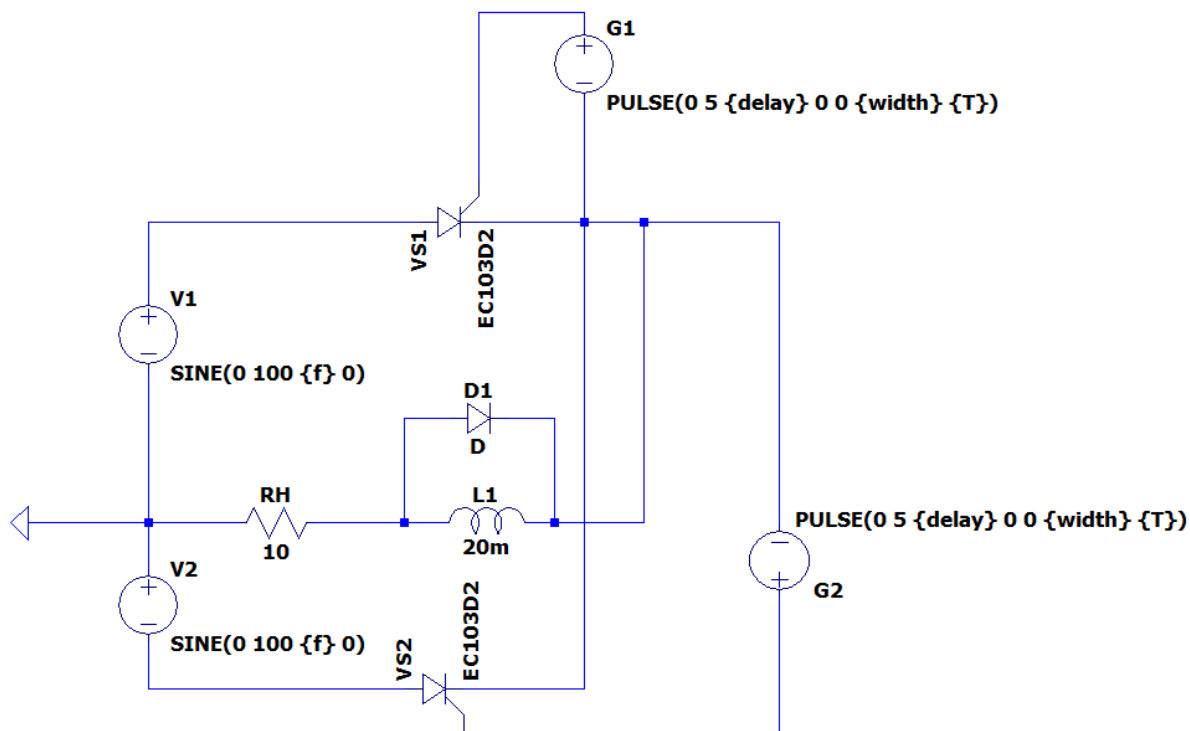 G1
PULSE(0 5 {delay} 0 0 {width} {T})
VS1
EC103D2
V1
SINE(0 100 {f} 0)
D1
D
RH
10
L1
20m
PULSE(0 5 {delay} 0 0 {width} {T})
G2
V2
SINE(0 100 {f} 0)
VS2
EC103D2